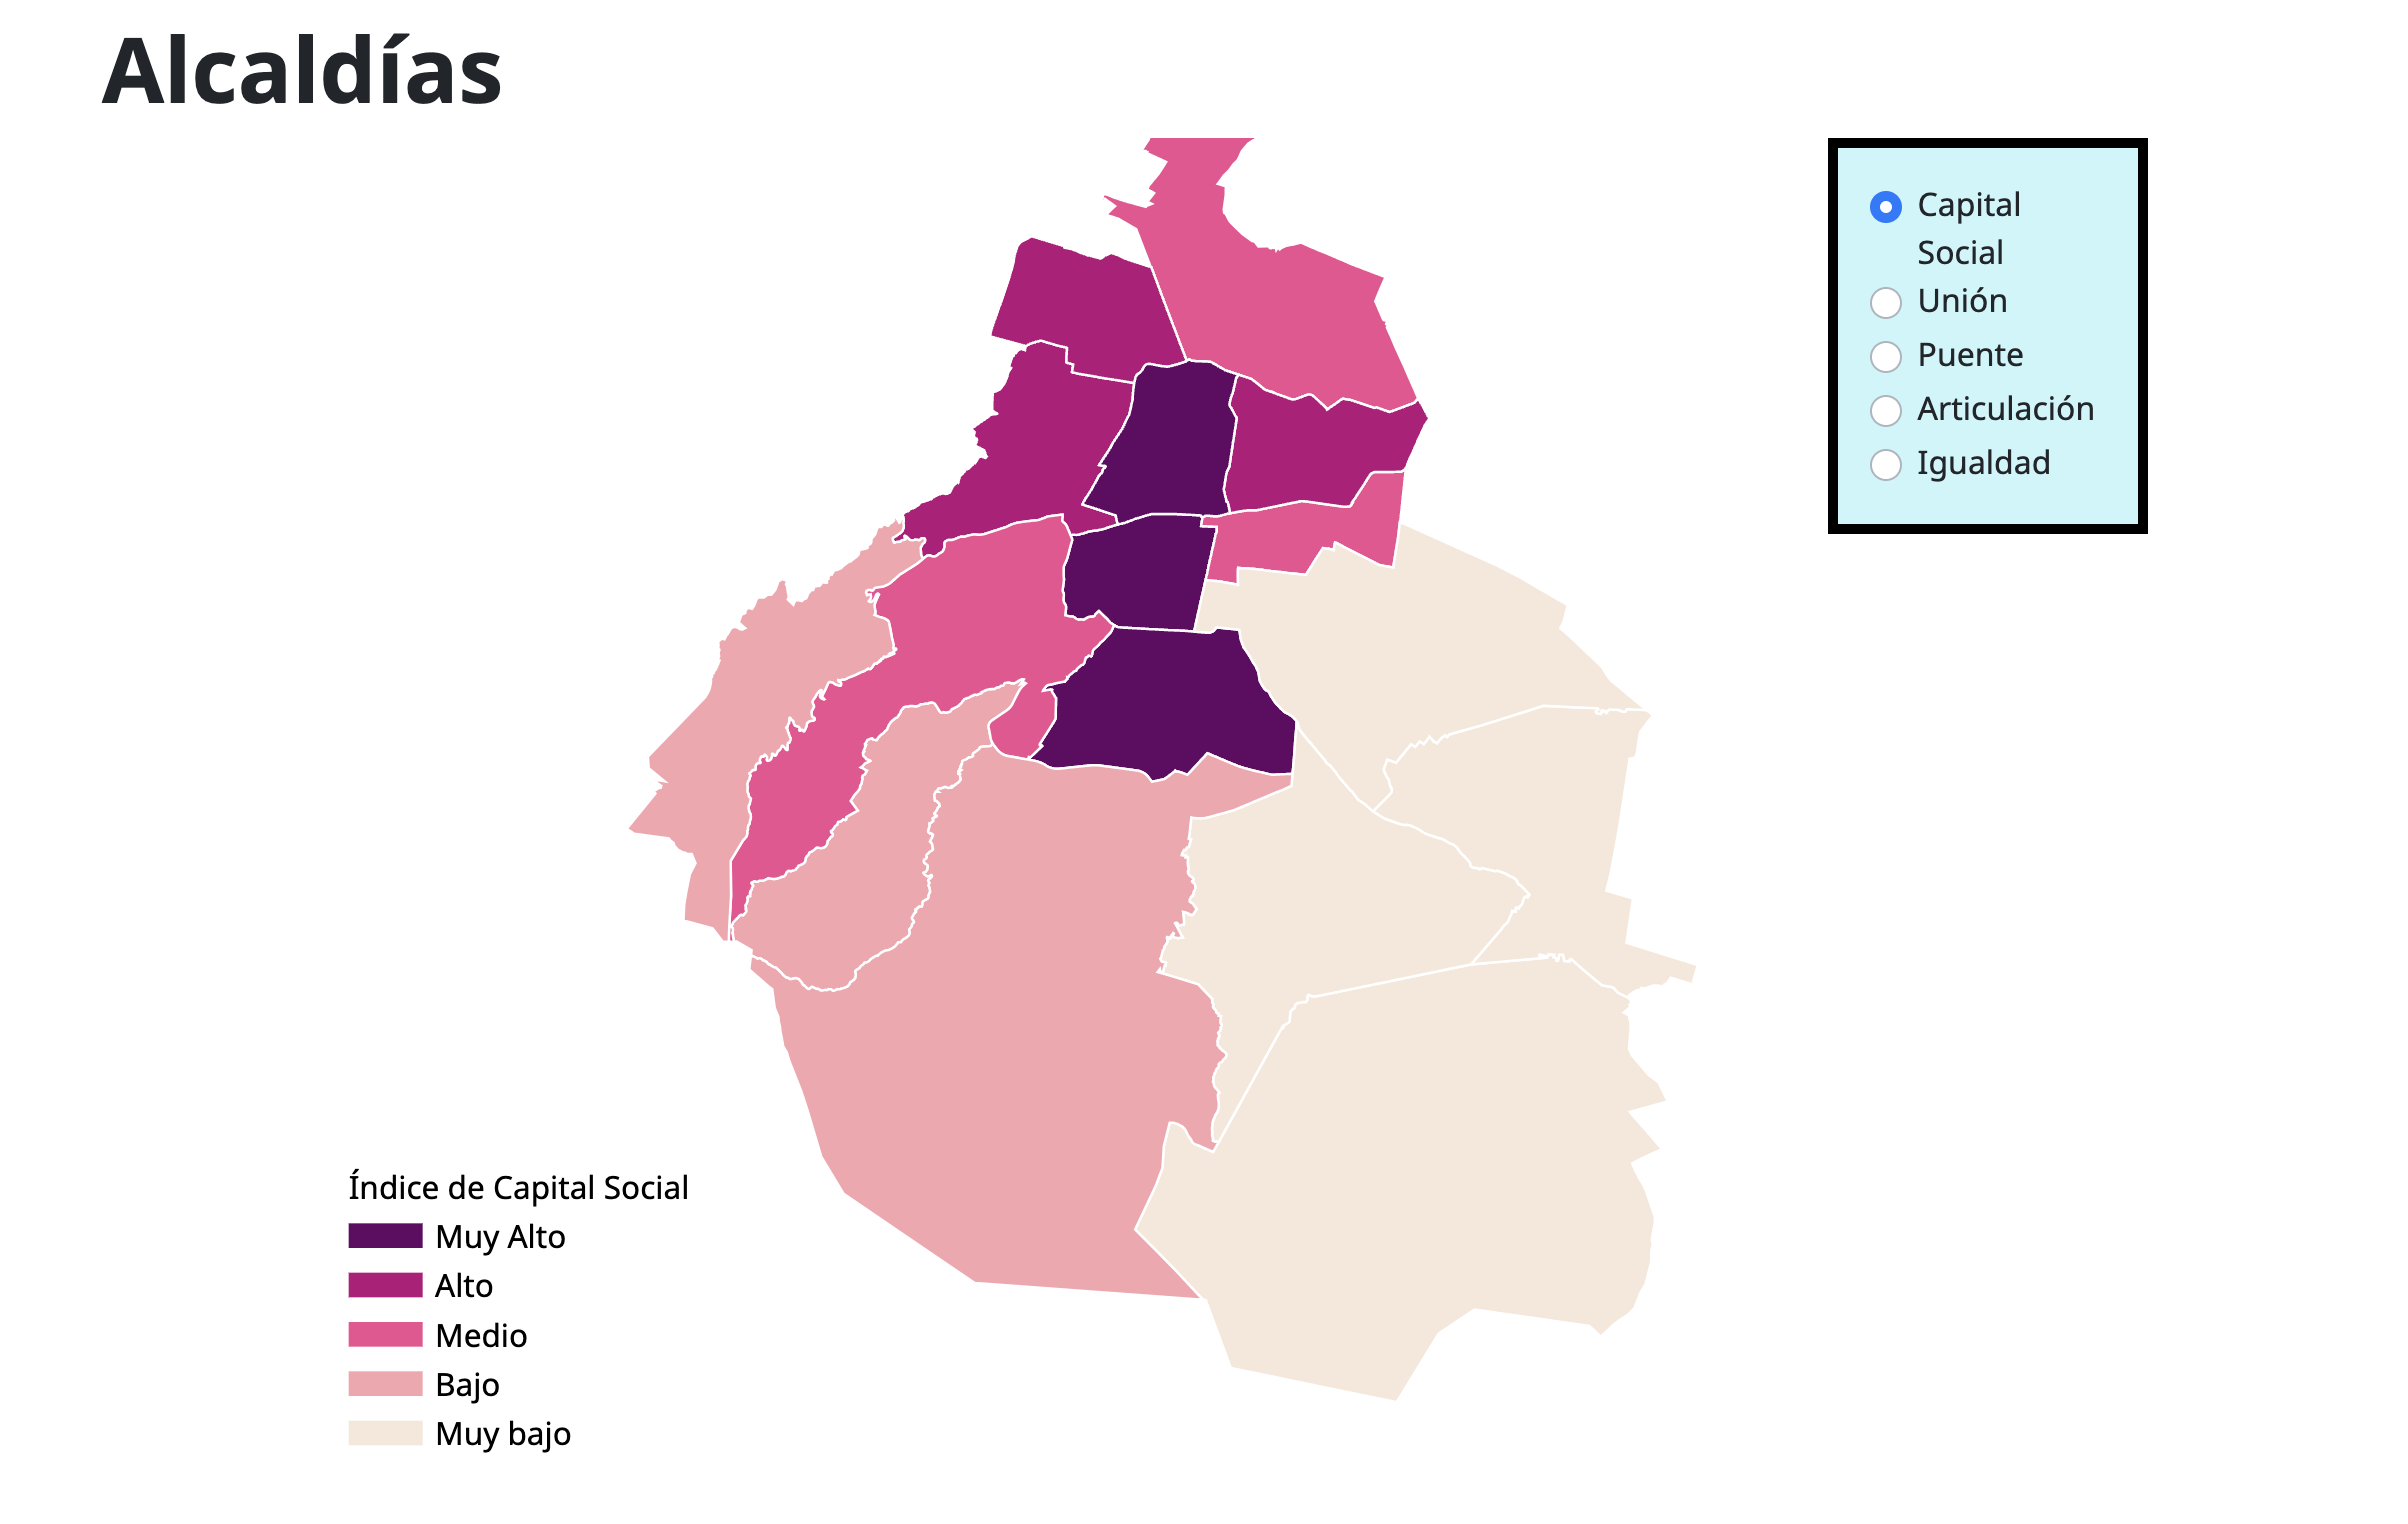 Alcaldías
Capital
Social
Unión
Puente
Articulación
Igualdad
Índice de Capital Social
Muy Alto
Alto
Medio
Bajo
Muy bajo